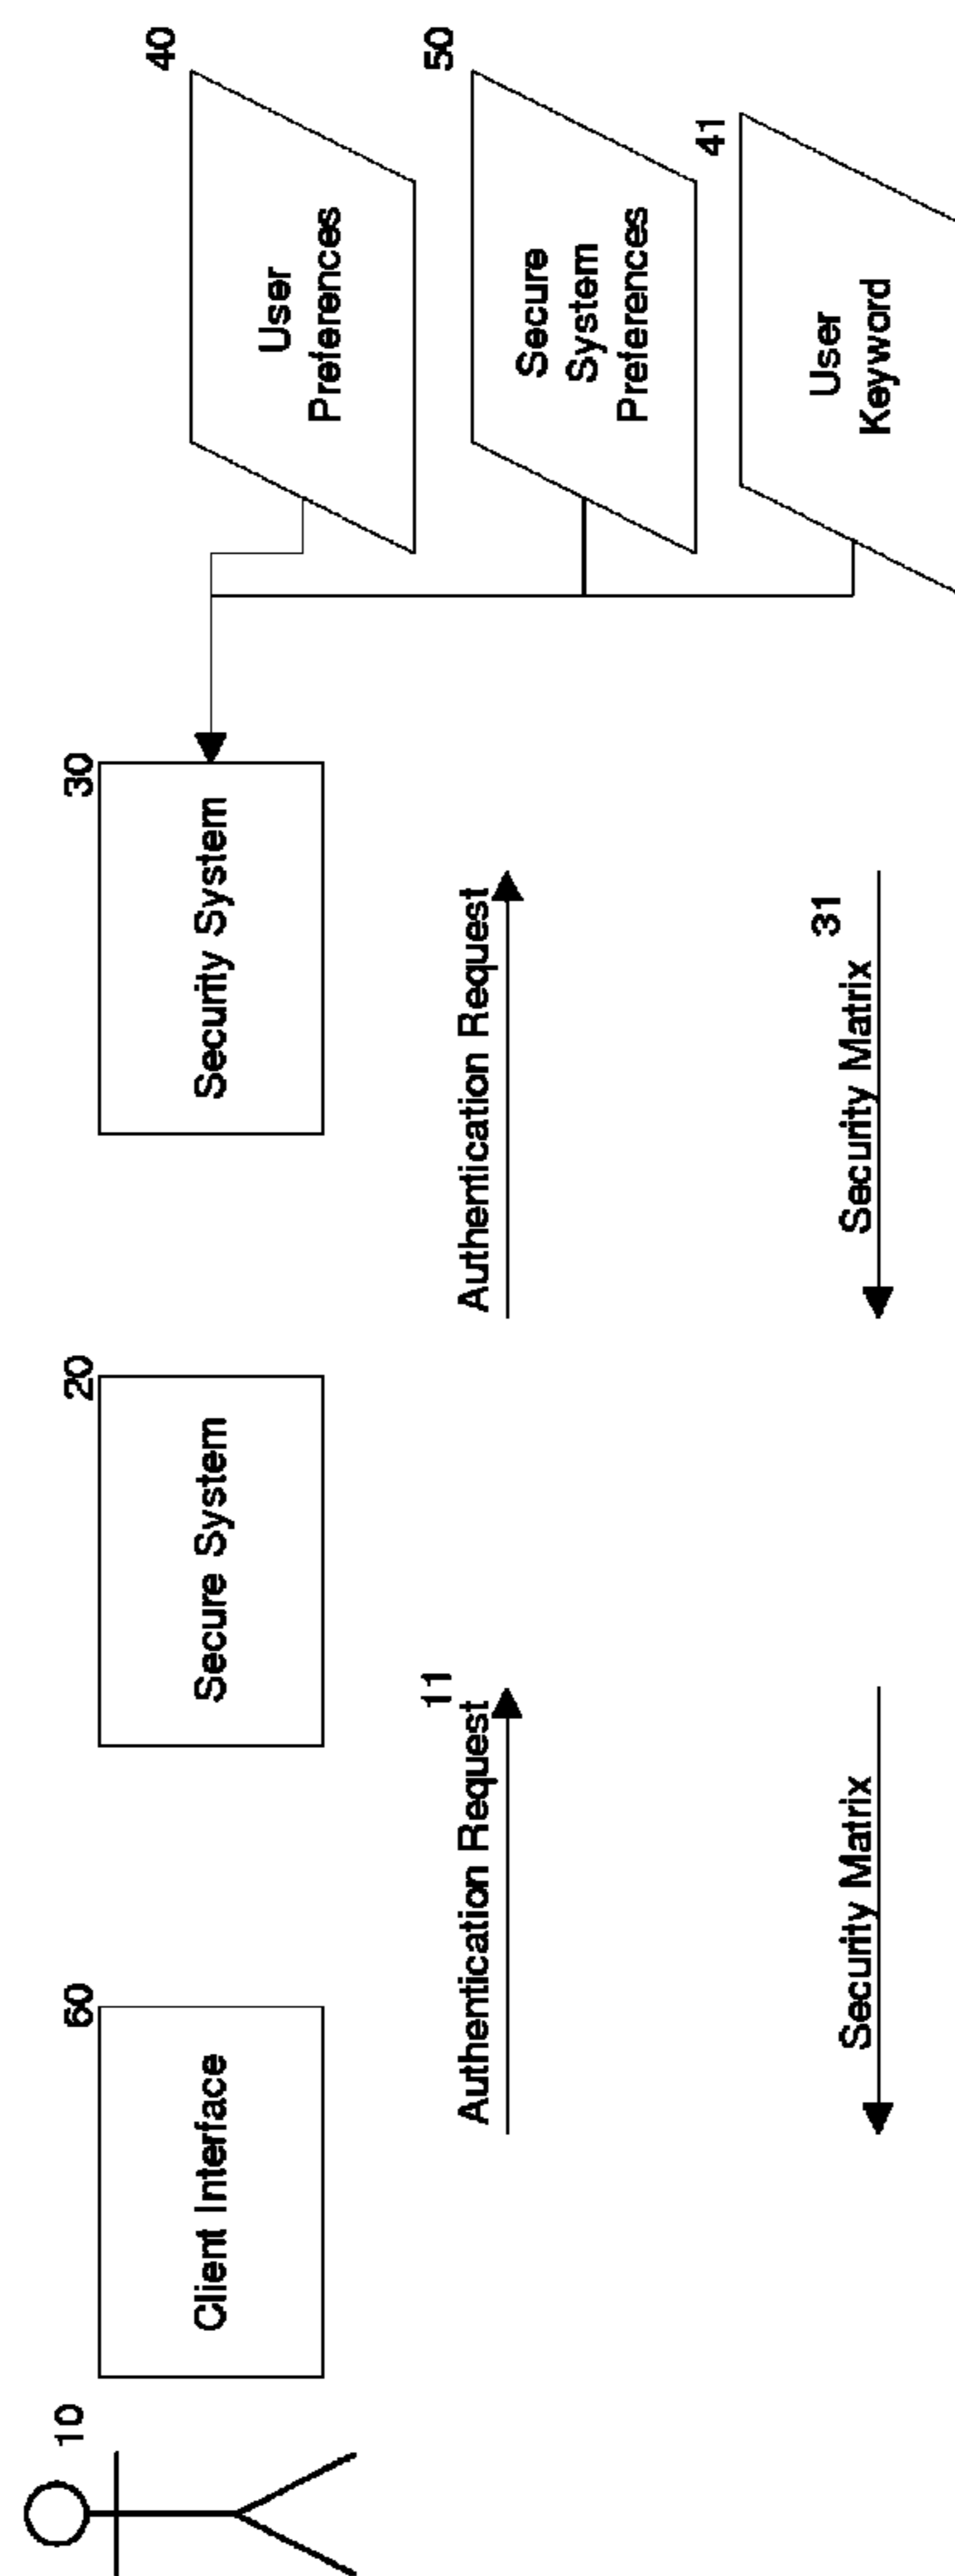 10
60
Client Interface
20
Secure System
30
Security System
40
User
Preferences
50
Secure
System
Preferences
41
User
Keyword
11
Authentication Request
Authentication Request
31
Security Matrix
Security Matrix